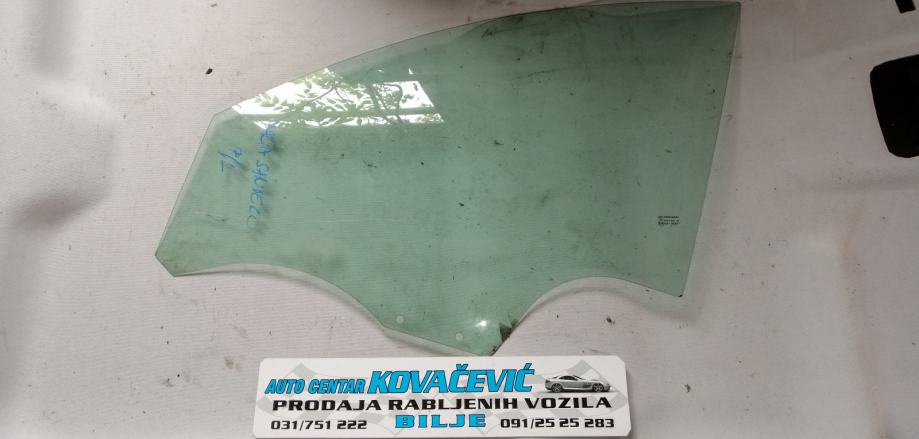 P/L
AUTO CENTAR KOVAČEVIĆ
PRODAJA RABLJENIH VOZILA
BILJE
031/751 222
091/25 25 283